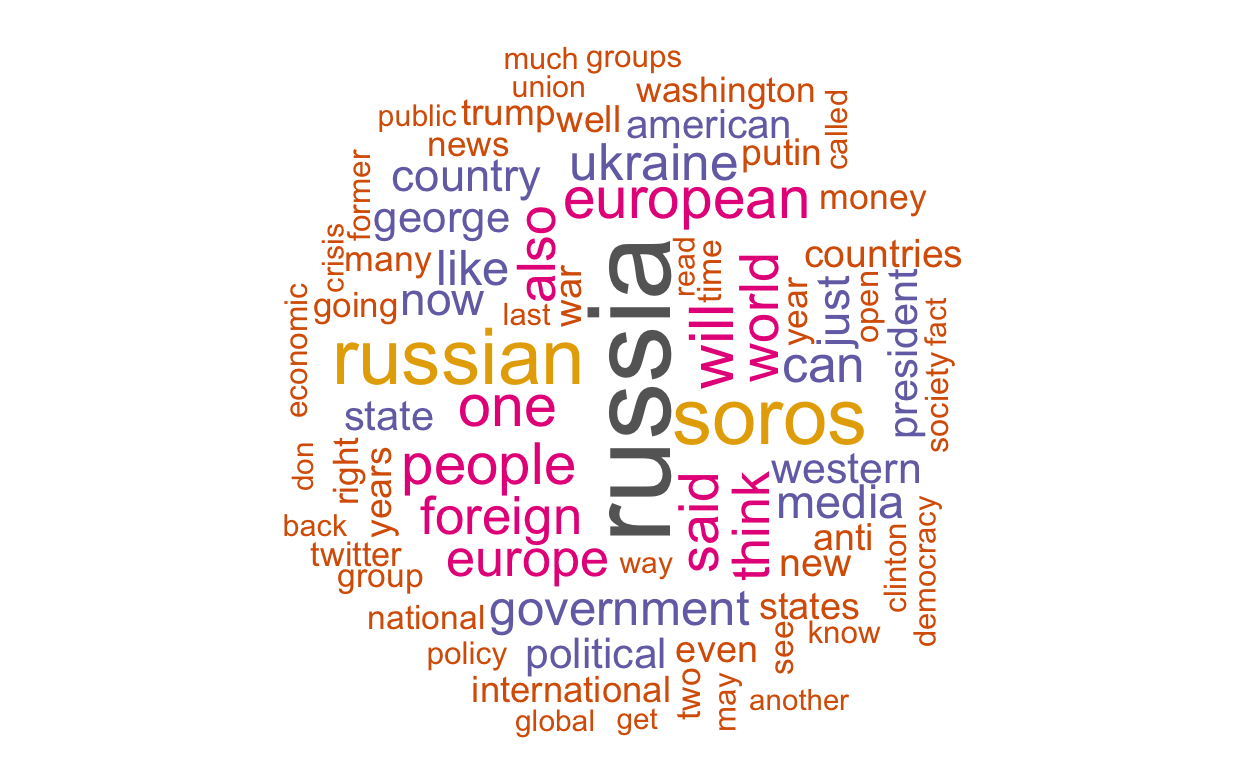 much groups
union
washington
public trump well
american
called
news
ukraine
putin
country
european
money
former
george
also
crisis
many
like
russia
read
time
world
countries
going
now
last
war
will
year
just
open
president
fact
economic
russian
can
society
state
one
soros
don
right
years
people
said
think
western
media
foreign
back
anti
clinton
democracy
twitter
europe
way
new
group
national
government
states
see
know
policy
political
even
international
two
may
another
global
get